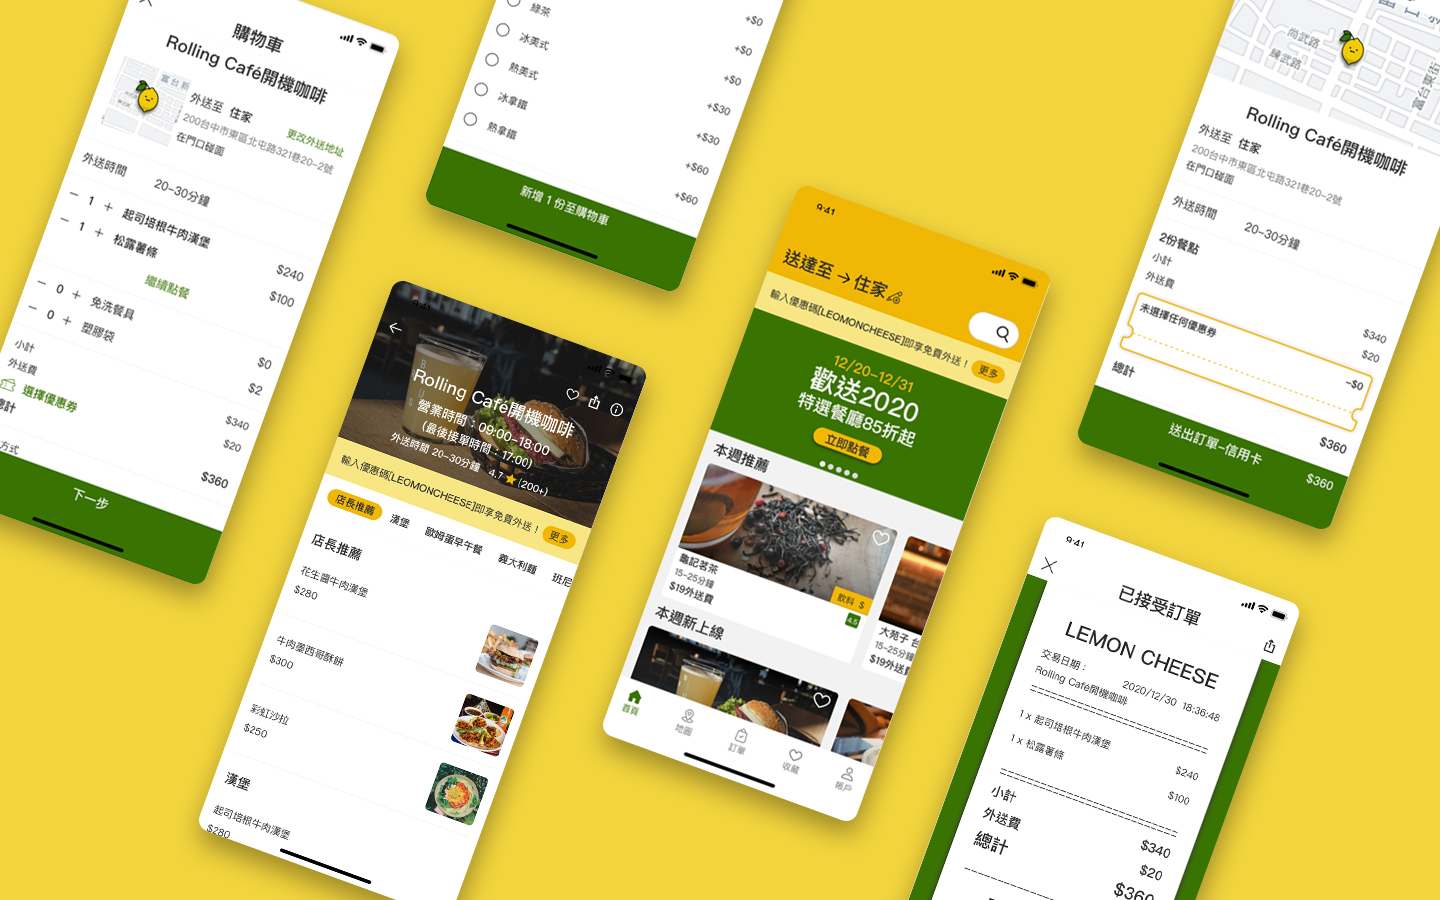 購物車
Rolling Café開機咖啡
富台新
外送至 住家
更改外送地址
200台中市東區北屯路321巷20-2號
在門口碰面
外送時間 20-30分鐘
- 1 + 起司培根牛肉漢堡 $240
- 1 + 松露薯條 $100
繼續點餐
- 0 + 免洗餐具 $0
- 0 + 塑膠袋 $2
小計 $340
外送費 $20
選擇優惠券
總計 $360
方式
下一步
綠茶 +$0
冰美式 +$0
熱美式 +$0
冰拿鐵 +$30
熱拿鐵 +$30
+$60
+$60
新增 1 份至購物車
9:41
Rolling Café開機咖啡
營業時間：09:00-18:00
(最後接單時間：17:00)
外送時間 20-30分鐘 4.7 (200+)
輸入優惠碼[LEOMONCHEESE]即享免費外送！ 更多
店長推薦 漢堡 歐姆蛋早午餐 義大利麵 班尼
店長推薦
花生醬牛肉漢堡
$280
牛肉墨西哥酥餅
$300
彩虹沙拉
$250
漢堡
起司培根牛肉漢堡
$280
9:41
送達至 → 住家
輸入優惠碼[LEOMONCHEESE]即享免費外送！ 更多
12/20-12/31
歡送2020
特選餐廳85折起
立即點餐
本週推薦
飲料 $
龜記茗茶
15-25分鐘
$19外送費
4.5
大苑子 台
15-25分鐘
$19外送費
本週新上線
首頁 地圖 訂單 收藏 帳戶
尚武路
練武路
富台東街
富台新
Rolling Café開機咖啡
外送至 住家
200台中市東區北屯路321巷20-2號
在門口碰面
外送時間 20-30分鐘
2份餐點
小計 $340
外送費 $20
未選擇任何優惠券 -$0
總計 $360
送出訂單-信用卡 $360
9:41
已接受訂單
LEMON CHEESE
交易日期： 2020/12/30 18:36:48
Rolling Café開機咖啡
1 x 起司培根牛肉漢堡 $240
1 x 松露薯條 $100
小計 $340
外送費 $20
總計 $360